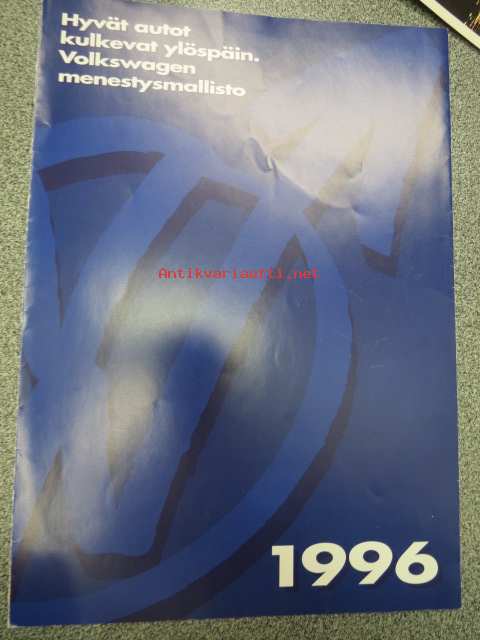 Hyvät autot
kulkevat ylöspäin.
Volkswagen
menestysmallisto
Antikvariaatti.net
1996